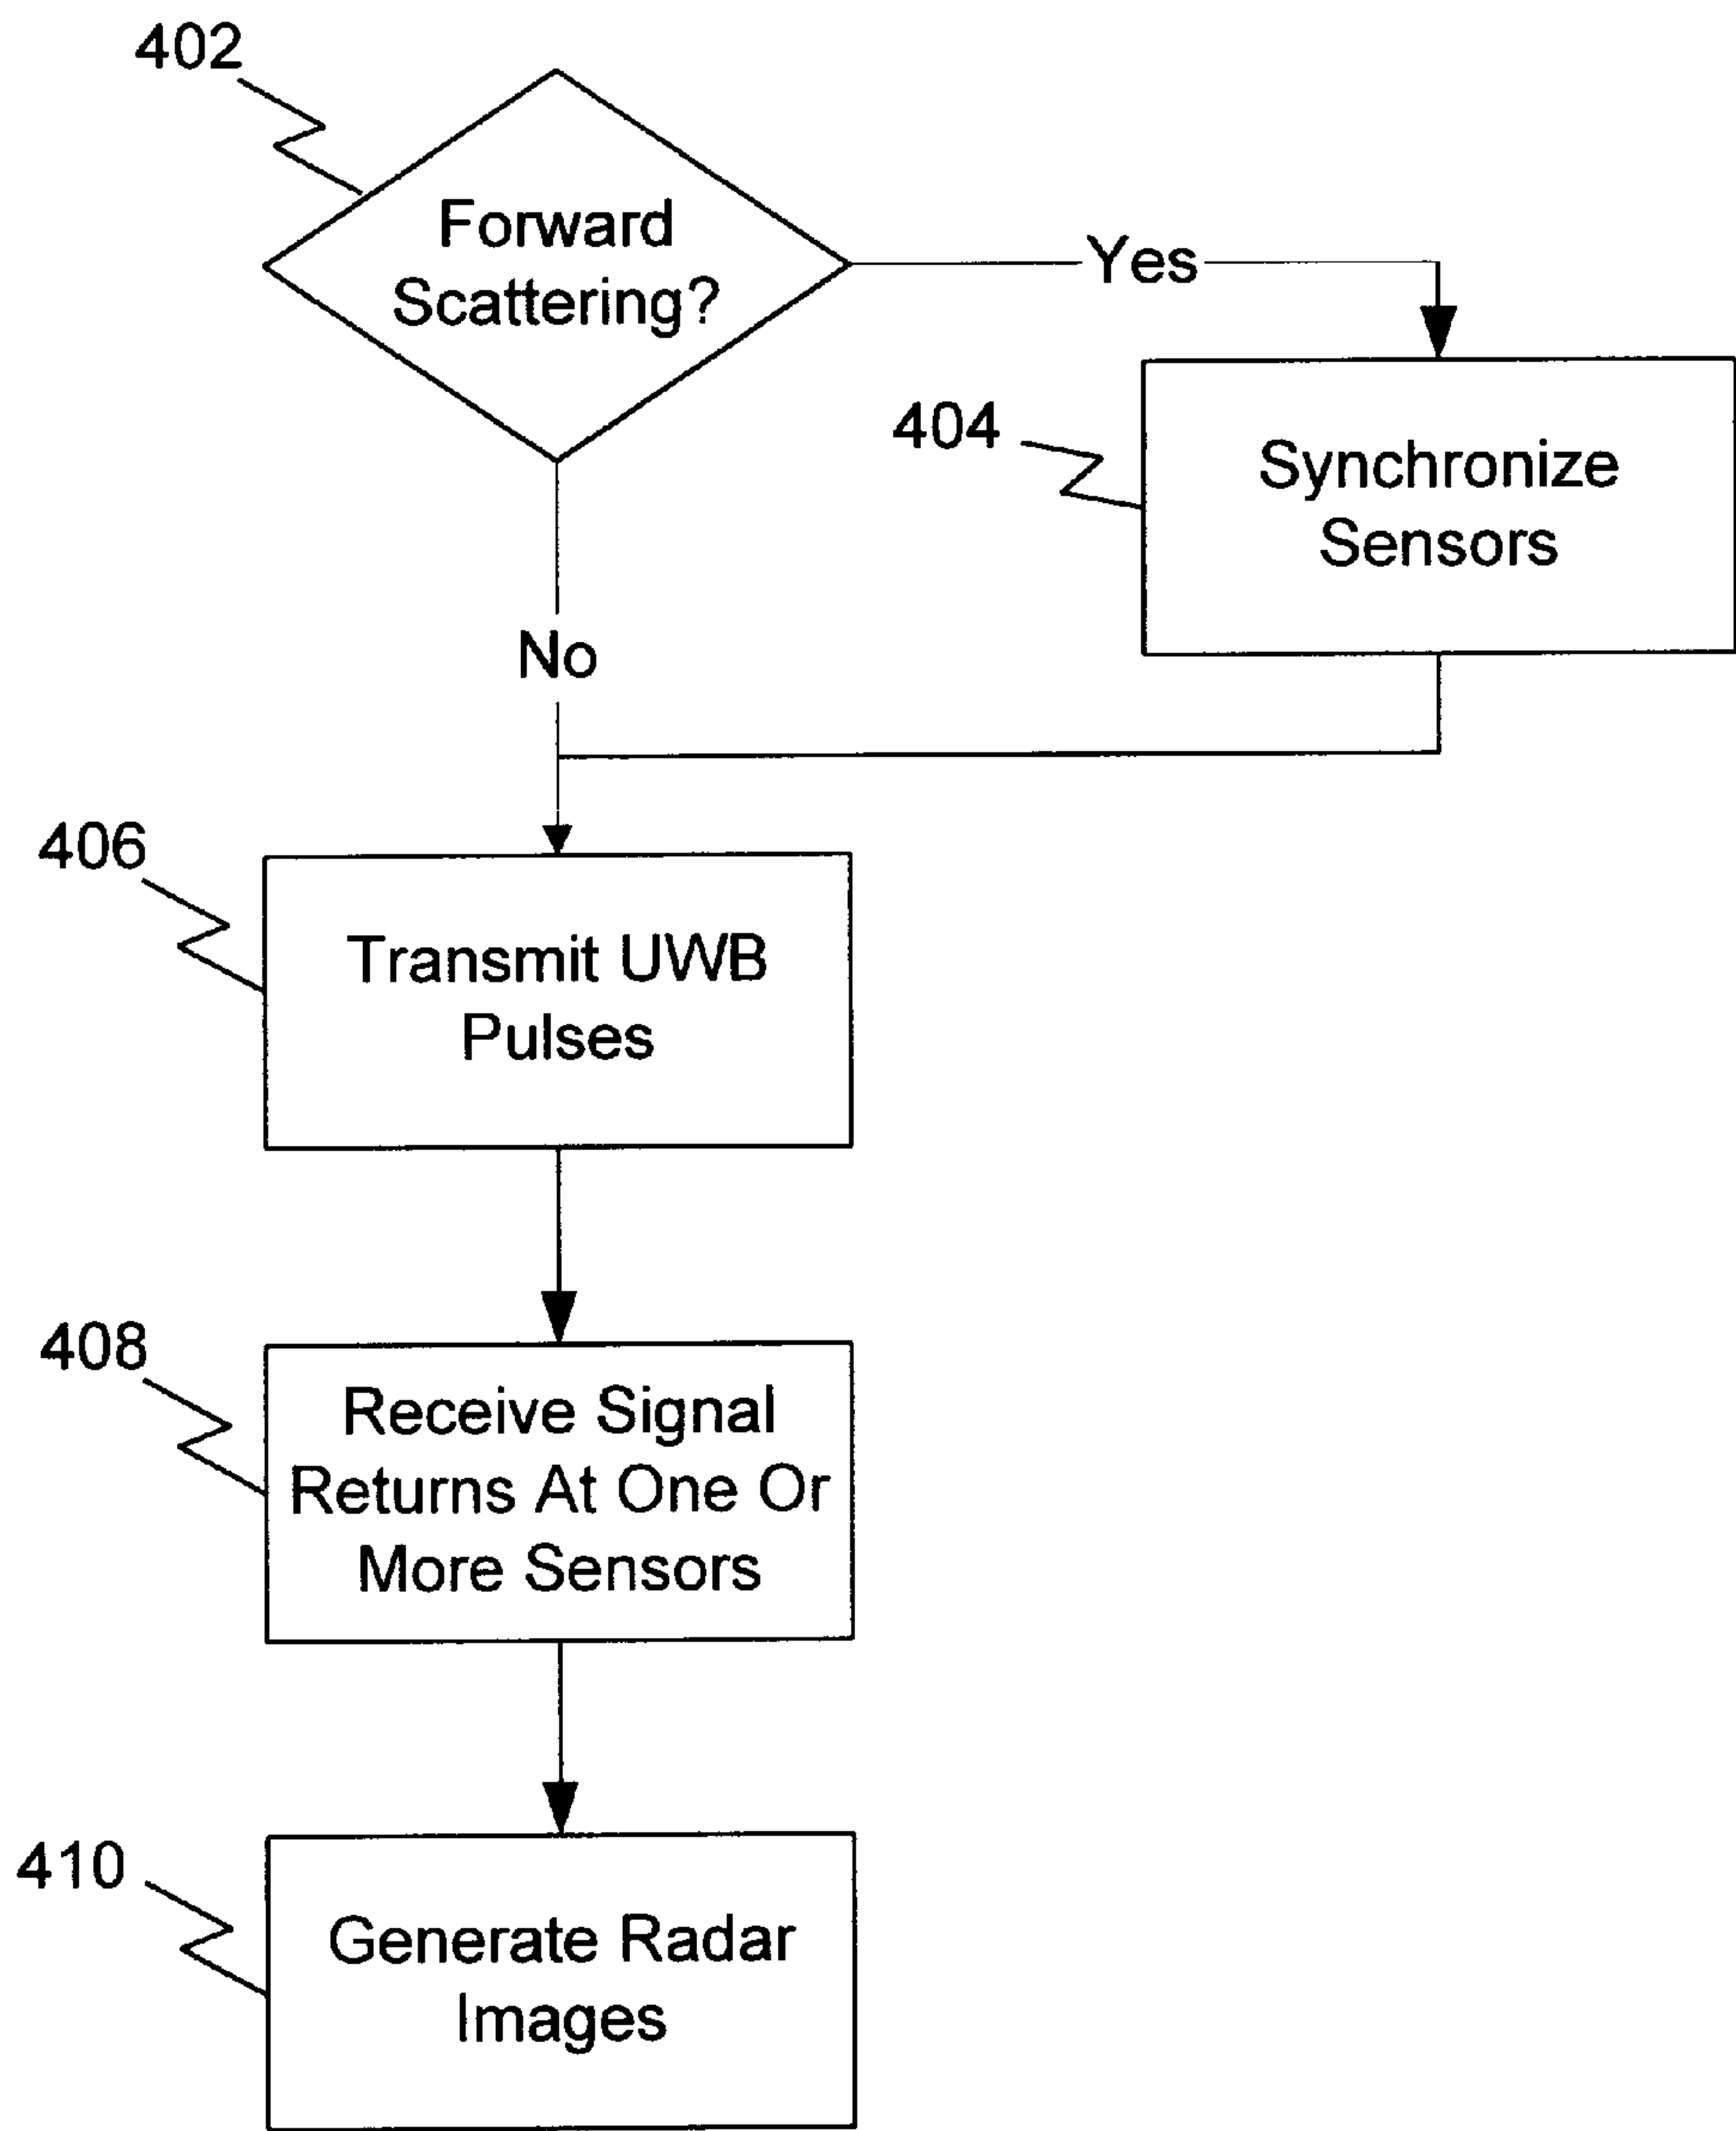 402
Forward
Scattering?
Yes
404
Synchronize
Sensors
No
406
Transmit UWB
Pulses
408
Receive Signal
Returns At One Or
More Sensors
410
Generate Radar
Images